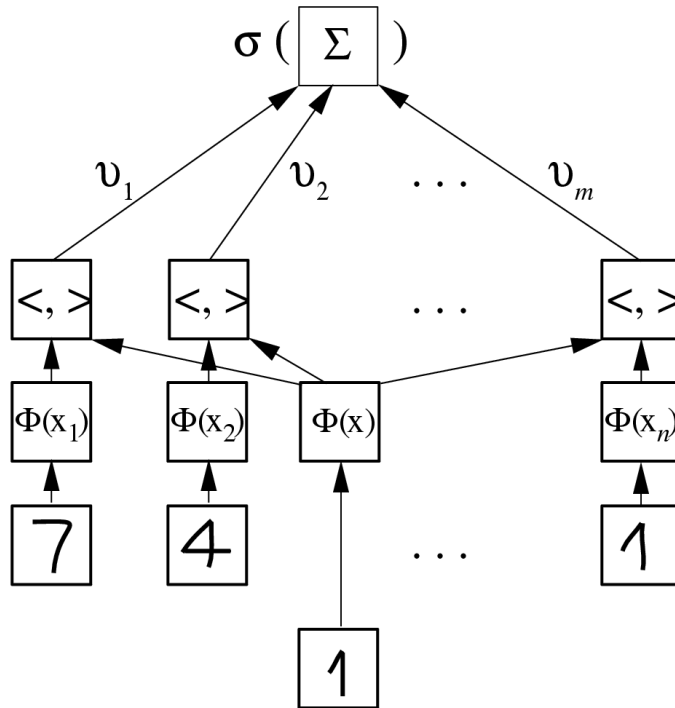 σ ( Σ )
υ1 υ2 . . . υm
<, > <, > . . . <, >
Φ(x1) Φ(x2) Φ(x) Φ(xn)
7 4 . . . 1
1